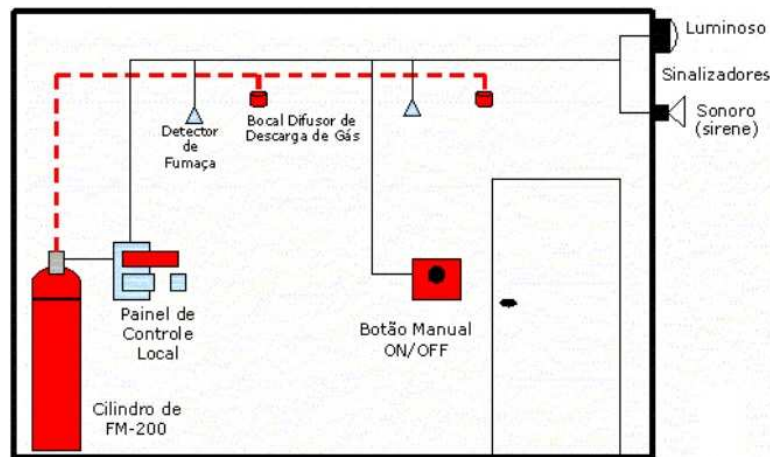 Luminoso
Sinalizadores
Sonoro
(sirene)
Detector
de
Fumaça
Bocal Difusor de
Descarga de Gás
Painel de
Controle
Local
Botão Manual
ON/OFF
Cilindro de
FM-200